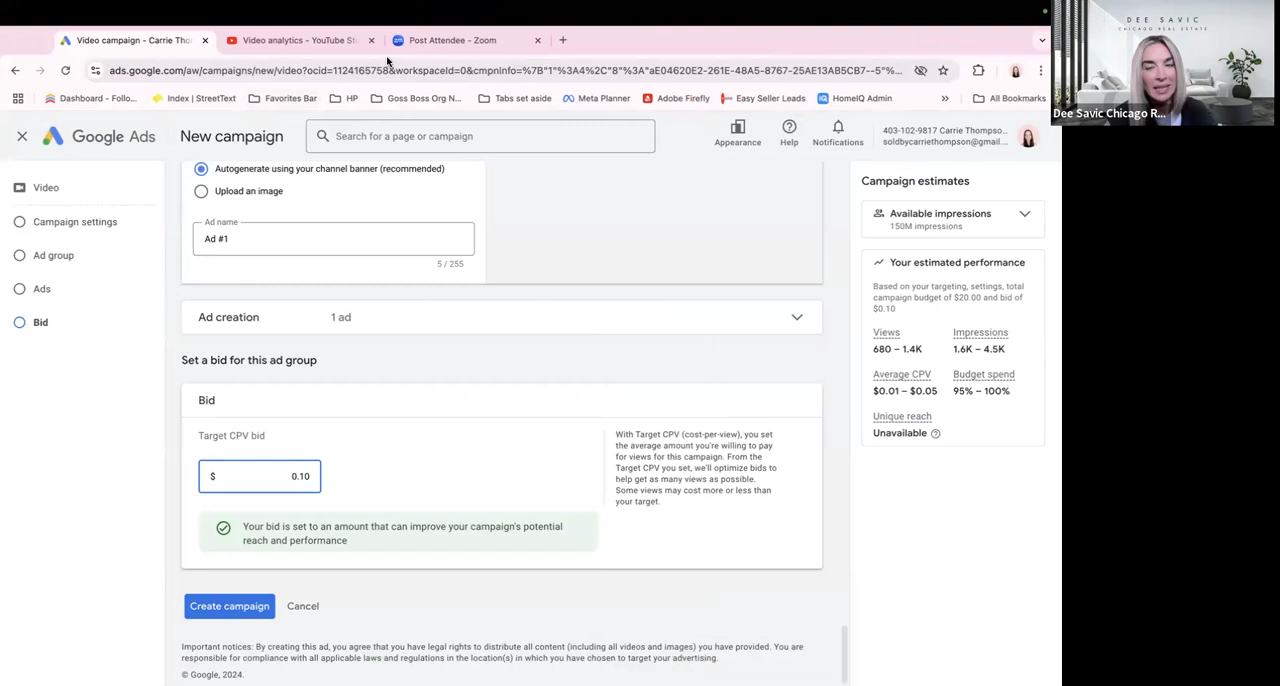 Video campaign - Carrie Tho
Video analytics - YouTube St
Post Attendee - Zoom
ads.google.com/aw/campaigns/new/video?ocid=1124165758&workspaceId=0&cmpnInfo=%7B"1"%3A4%2C"8"%3A"aE04620E2-261E-48A5-8767-25AE13AB5CB7--5"%...
Dashboard - Follo...
Index | StreetText
Favorites Bar
HP
Goss Boss Org N...
Tabs set aside
Meta Planner
Adobe Firefly
Easy Seller Leads
HomeIQ Admin
»
All Bookmarks
DEE SAVIC
CHICAGO REAL ESTATE
Dee Savic Chicago R...
Google Ads
New campaign
Search for a page or campaign
Appearance
Help
Notifications
403-102-9817 Carrie Thompso...
soldbycarriethompson@gmail....
Video
Campaign settings
Ad group
Ads
Bid
Autogenerate using your channel banner (recommended)
Upload an image
Ad name
Ad #1
5 / 255
Ad creation
1 ad
Set a bid for this ad group
Bid
Target CPV bid
$ 0.10
With Target CPV (cost-per-view), you set
the average amount you're willing to pay
for views for this campaign. From the
Target CPV you set, we'll optimize bids to
help get as many views as possible.
Some views may cost more or less than
your target.
Your bid is set to an amount that can improve your campaign's potential
reach and performance
Create campaign
Cancel
Important notices: By creating this ad, you agree that you have legal rights to distribute all content (including all videos and images) you have provided. You are
responsible for compliance with all applicable laws and regulations in the location(s) in which you have chosen to target your advertising.
© Google, 2024.
Campaign estimates
Available impressions
150M impressions
Your estimated performance
Based on your targeting, settings, total
campaign budget of $20.00 and bid of
$0.10
Views
Impressions
680 – 1.4K
1.6K – 4.5K
Average CPV
Budget spend
$0.01 – $0.05
95% – 100%
Unique reach
Unavailable